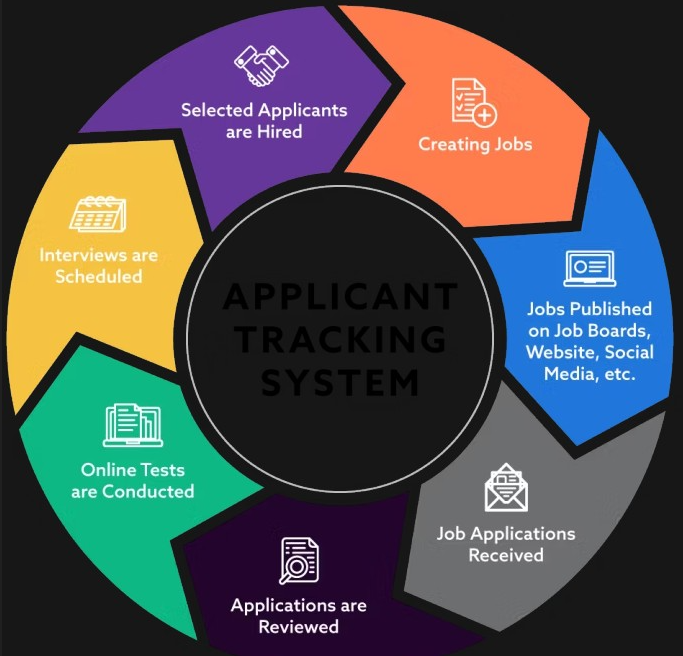 Selected Applicants
are Hired
Creating Jobs
Jobs Published
on Job Boards,
Website, Social
Media, etc.
Job Applications
Received
Applications are
Reviewed
Online Tests
are Conducted
Interviews are
Scheduled
APPLICANT
TRACKING
SYSTEM